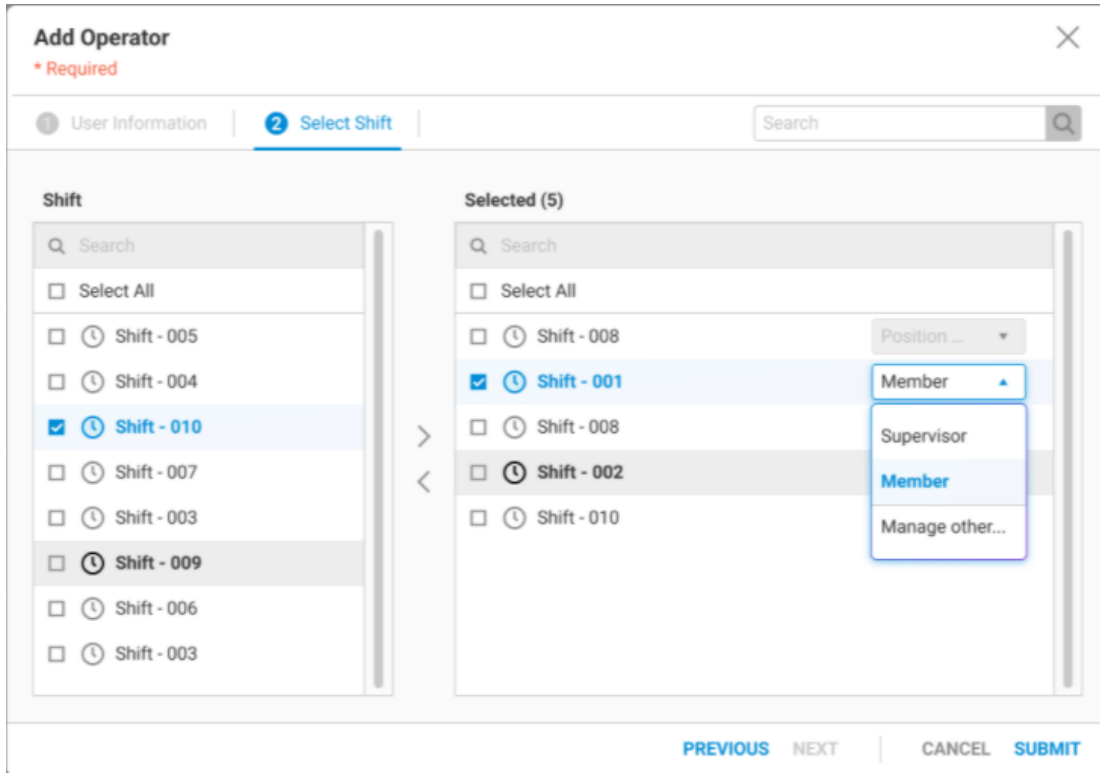 Add Operator
* Required
1 User Information
2 Select Shift
Search
Shift
Search
Select All
Shift - 005
Shift - 004
Shift - 010
Shift - 007
Shift - 003
Shift - 009
Shift - 006
Shift - 003
Selected (5)
Search
Select All
Shift - 008 Position ...
Shift - 001 Member
Shift - 008
Shift - 002
Shift - 010
Supervisor
Member
Manage other...
PREVIOUS NEXT CANCEL SUBMIT